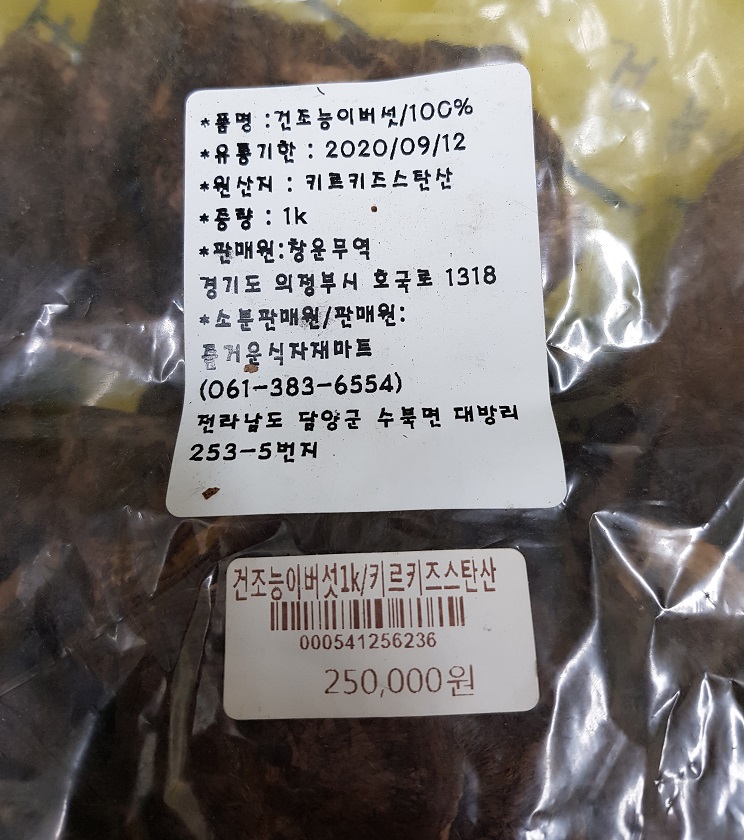 *품명 :건조능이버섯/100%
*유통기한 : 2020/09/12
*원산지 : 키르키즈스탄산
*중량 : 1k
*판매원:창운무역
경기도 의정부시 호국로 1318
*소분판매원/판매원:
즐거운식자재마트
(061-383-6554)
전라남도 담양군 수북면 대방리
253-5번지
건조능이버섯1k/키르키즈스탄산
000541256236
250,000원